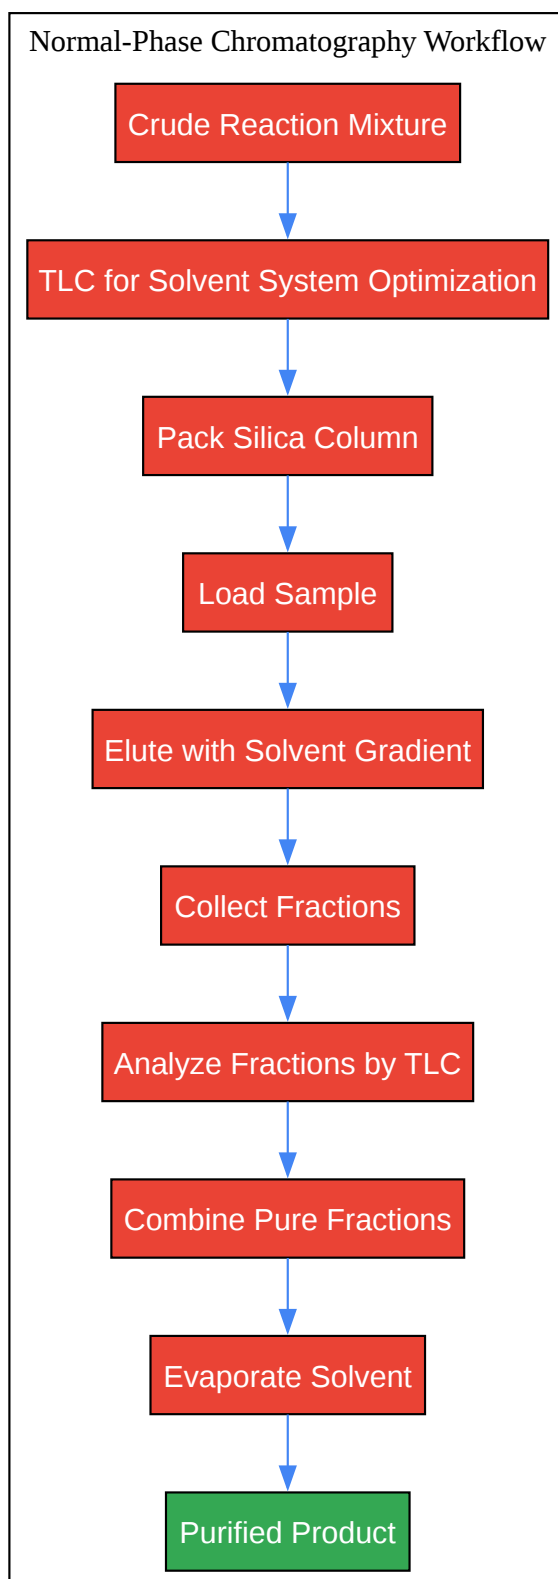 Normal-Phase Chromatography Workflow
Crude Reaction Mixture
TLC for Solvent System Optimization
Pack Silica Column
Load Sample
Elute with Solvent Gradient
Collect Fractions
Analyze Fractions by TLC
Combine Pure Fractions
Evaporate Solvent
Purified Product